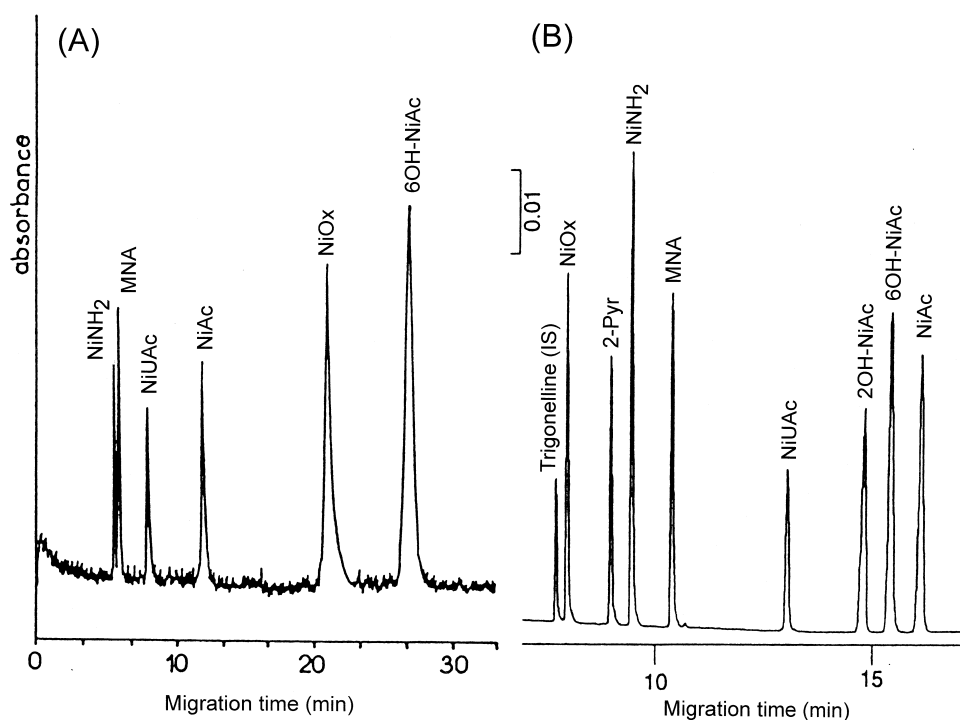 (A)
absorbance
NiNH2
MNA
NiUAc
NiAc
NiOx
6OH-NiAc
0
10
20
30
Migration time (min)
(B)
0.01
Trigonelline (IS)
NiOx
2-Pyr
NiNH2
MNA
NiUAc
2OH-NiAc
6OH-NiAc
NiAc
10
15
Migration time (min)